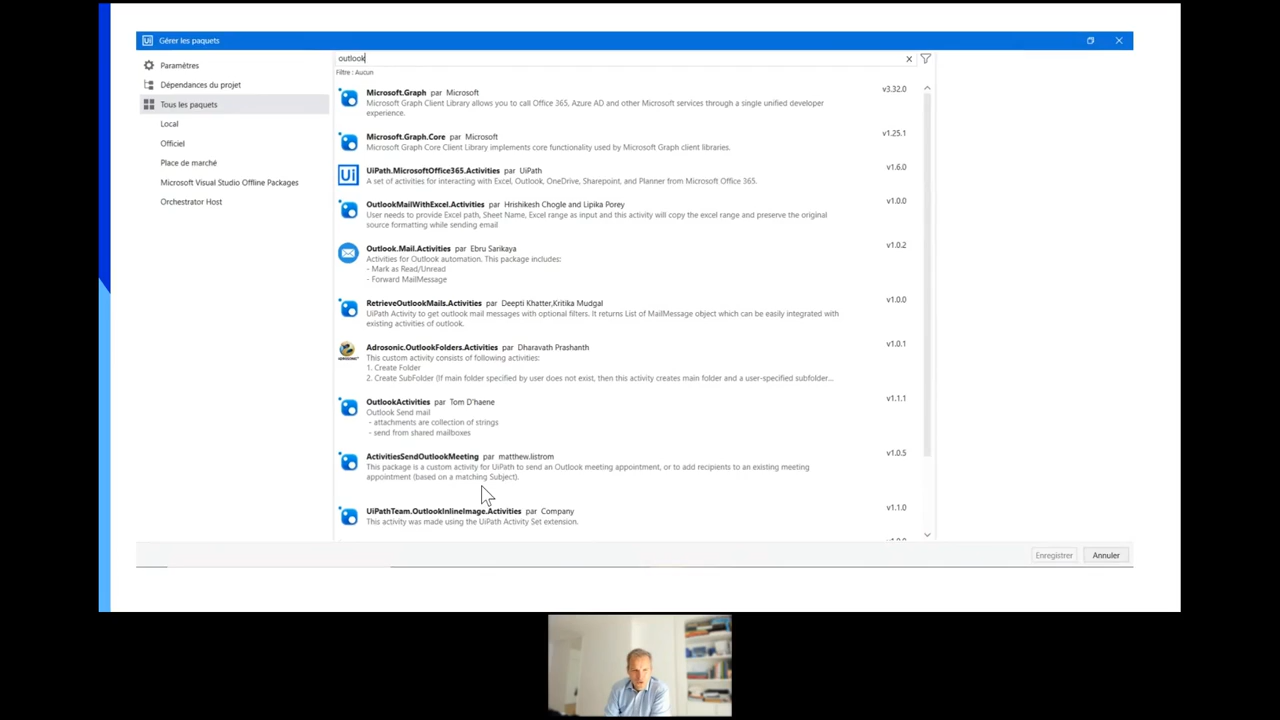 Ui Gérer les paquets
outlook
Filtre : Aucun
Paramètres
Dépendances du projet
Tous les paquets
Local
Officiel
Place de marché
Microsoft Visual Studio Offline Packages
Orchestrator Host
Microsoft.Graph par Microsoft v3.32.0
Microsoft Graph Client Library allows you to call Office 365, Azure AD and other Microsoft services through a single unified developer
experience.
Microsoft.Graph.Core par Microsoft v1.25.1
Microsoft Graph Core Client Library implements core functionality used by Microsoft Graph client libraries.
Ui UiPath.MicrosoftOffice365.Activities par UiPath v1.6.0
A set of activities for interacting with Excel, Outlook, OneDrive, Sharepoint, and Planner from Microsoft Office 365.
OutlookMailWithExcel.Activities par Hrishikesh Chogle and Lipika Porey v1.0.0
User needs to provide Excel path, Sheet Name, Excel range as input and this activity will copy the excel range and preserve the original
source formatting while sending email
Outlook.Mail.Activities par Ebru Sarikaya v1.0.2
Activities for Outlook automation. This package includes:
- Mark as Read/Unread
- Forward MailMessage
RetrieveOutlookMails.Activities par Deepti Khatter,Kritika Mudgal v1.0.0
UiPath Activity to get outlook mail messages with optional filters. It returns List of MailMessage object which can be easily integrated with
existing activities of outlook.
Adrosonic.OutlookFolders.Activities par Dharavath Prashanth v1.0.1
This custom activity consists of following activities:
1. Create Folder
2. Create SubFolder (If main folder specified by user does not exist, then this activity creates main folder and a user-specified subfolder...
OutlookActivities par Tom D'haene v1.1.1
Outlook Send mail
- attachments are collection of strings
- send from shared mailboxes
ActivitiesSendOutlookMeeting par matthew.listrom v1.0.5
This package is a custom activity for UiPath to send an Outlook meeting appointment, or to add recipients to an existing meeting
appointment (based on a matching Subject).
UiPathTeam.OutlookInlineImage.Activities par Company v1.1.0
This activity was made using the UiPath Activity Set extension.
Enregistrer Annuler